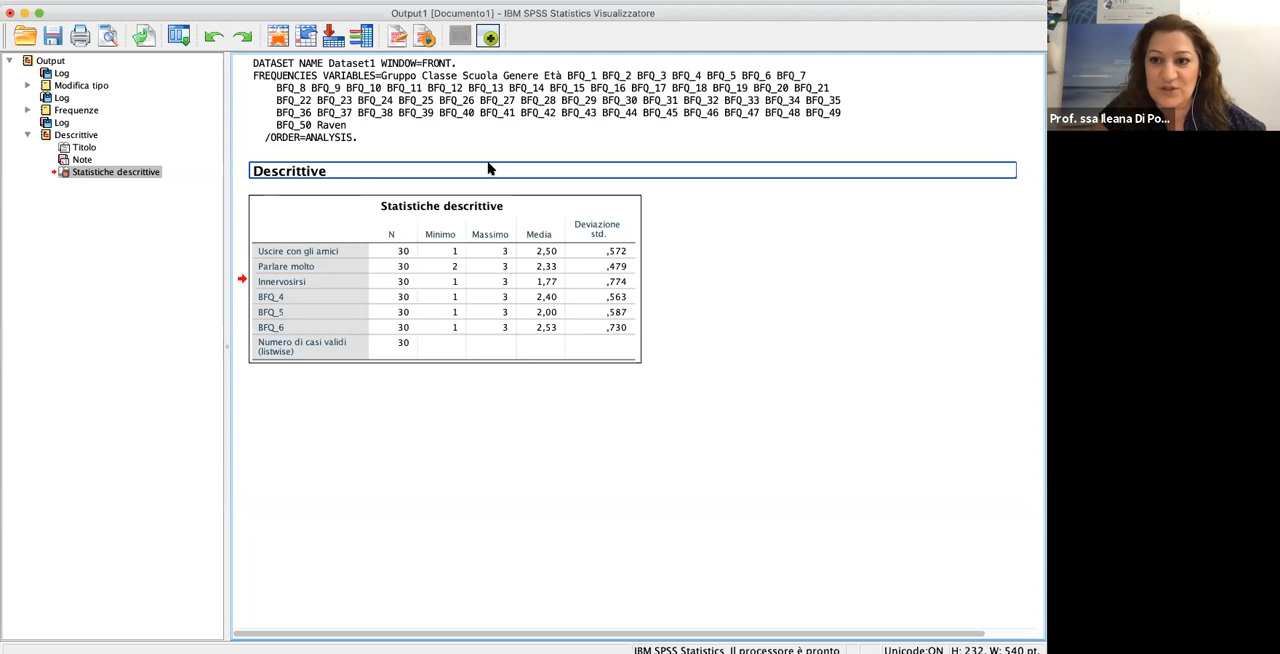 Output1 [Documento1] - IBM SPSS Statistics Visualizzatore
Output
Log
Modifica tipo
Log
Frequenze
Log
Descrittive
Titolo
Note
Statistiche descrittive
DATASET NAME Dataset1 WINDOW=FRONT.
FREQUENCIES VARIABLES=Gruppo Classe Scuola Genere Età BFQ_1 BFQ_2 BFQ_3 BFQ_4 BFQ_5 BFQ_6 BFQ_7
BFQ_8 BFQ_9 BFQ_10 BFQ_11 BFQ_12 BFQ_13 BFQ_14 BFQ_15 BFQ_16 BFQ_17 BFQ_18 BFQ_19 BFQ_20 BFQ_21
BFQ_22 BFQ_23 BFQ_24 BFQ_25 BFQ_26 BFQ_27 BFQ_28 BFQ_29 BFQ_30 BFQ_31 BFQ_32 BFQ_33 BFQ_34 BFQ_35
BFQ_36 BFQ_37 BFQ_38 BFQ_39 BFQ_40 BFQ_41 BFQ_42 BFQ_43 BFQ_44 BFQ_45 BFQ_46 BFQ_47 BFQ_48 BFQ_49
BFQ_50 Raven
/ORDER=ANALYSIS.
Descrittive
Statistiche descrittive
N Minimo Massimo Media Deviazione std.
Uscire con gli amici 30 1 3 2,50 ,572
Parlare molto 30 2 3 2,33 ,479
Innervosirsi 30 1 3 1,77 ,774
BFQ_4 30 1 3 2,40 ,563
BFQ_5 30 1 3 2,00 ,587
BFQ_6 30 1 3 2,53 ,730
Numero di casi validi (listwise) 30
Prof. ssa Ileana Di Po...
IBM SPSS Statistics Il processore è pronto
Unicode:ON H: 232, W: 540 pt.